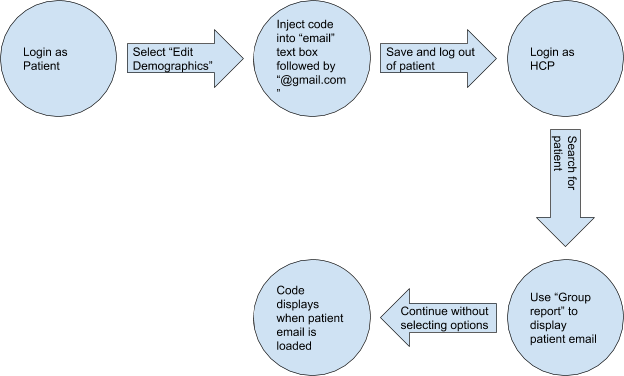 Login as
Patient
Select “Edit
Demographics”
Inject code
into “email”
text box
followed by
“@gmail.com
”
Save and log out
of patient
Login as
HCP
Search for
patient
Use “Group
report” to
display
patient email
Continue without
selecting options
Code
displays
when patient
email is
loaded